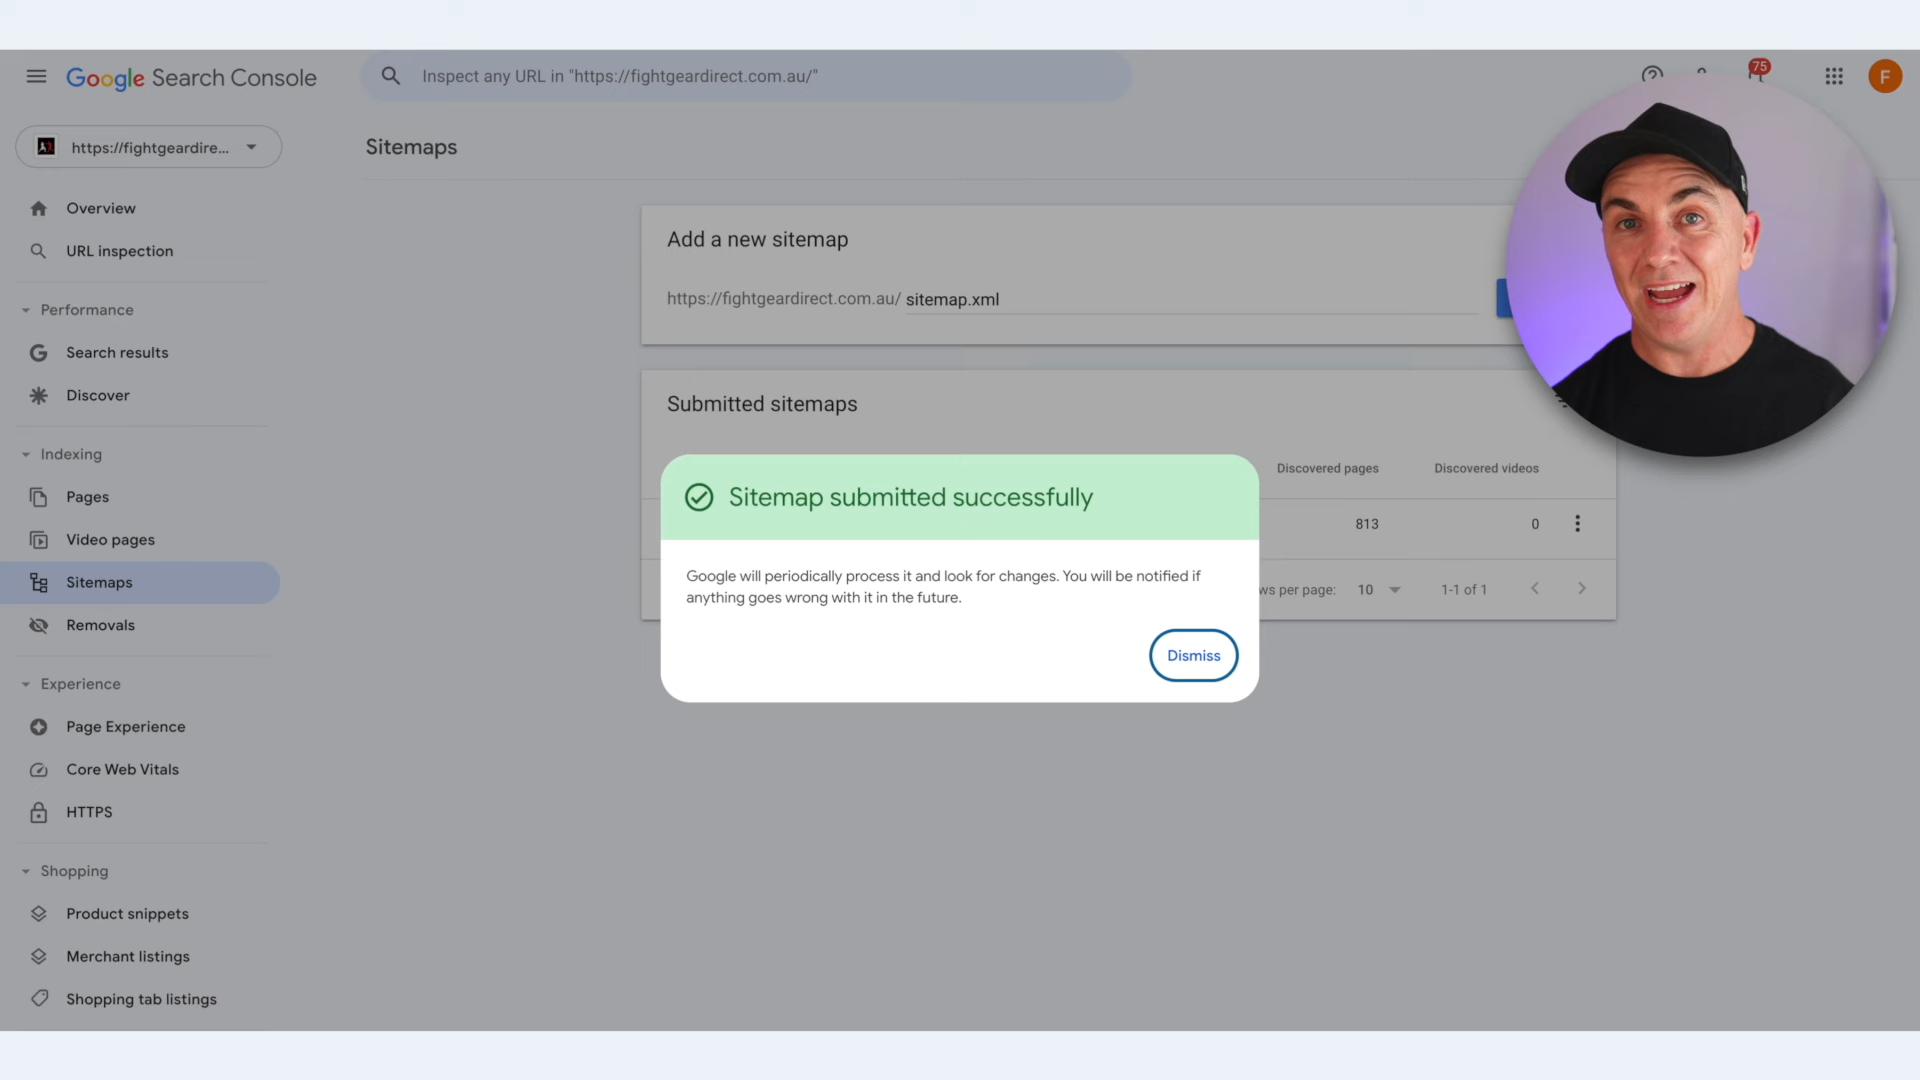 Google Search Console
Inspect any URL in "https://fightgeardirect.com.au/"
75
F
https://fightgeardire...
Sitemaps
Overview
URL inspection
Add a new sitemap
https://fightgeardirect.com.au/ sitemap.xml
Performance
Search results
Discover
Submitted sitemaps
Indexing
Discovered pages
Discovered videos
Pages
Sitemap submitted successfully
813
0
Video pages
Google will periodically process it and look for changes. You will be notified if
anything goes wrong with it in the future.
per page:
10
1-1 of 1
Sitemaps
Removals
Dismiss
Experience
Page Experience
Core Web Vitals
HTTPS
Shopping
Product snippets
Merchant listings
Shopping tab listings